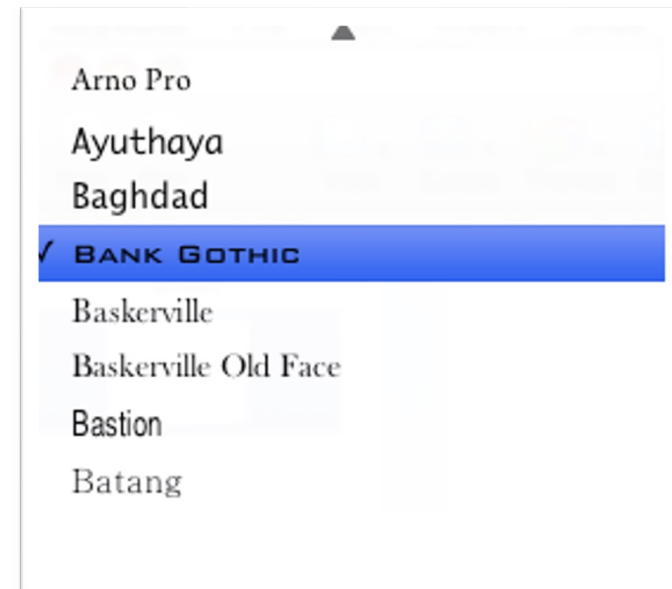 Arno Pro
Ayuthaya
Baghdad
✓ Bank Gothic
Baskerville
Baskerville Old Face
Bastion
Batang